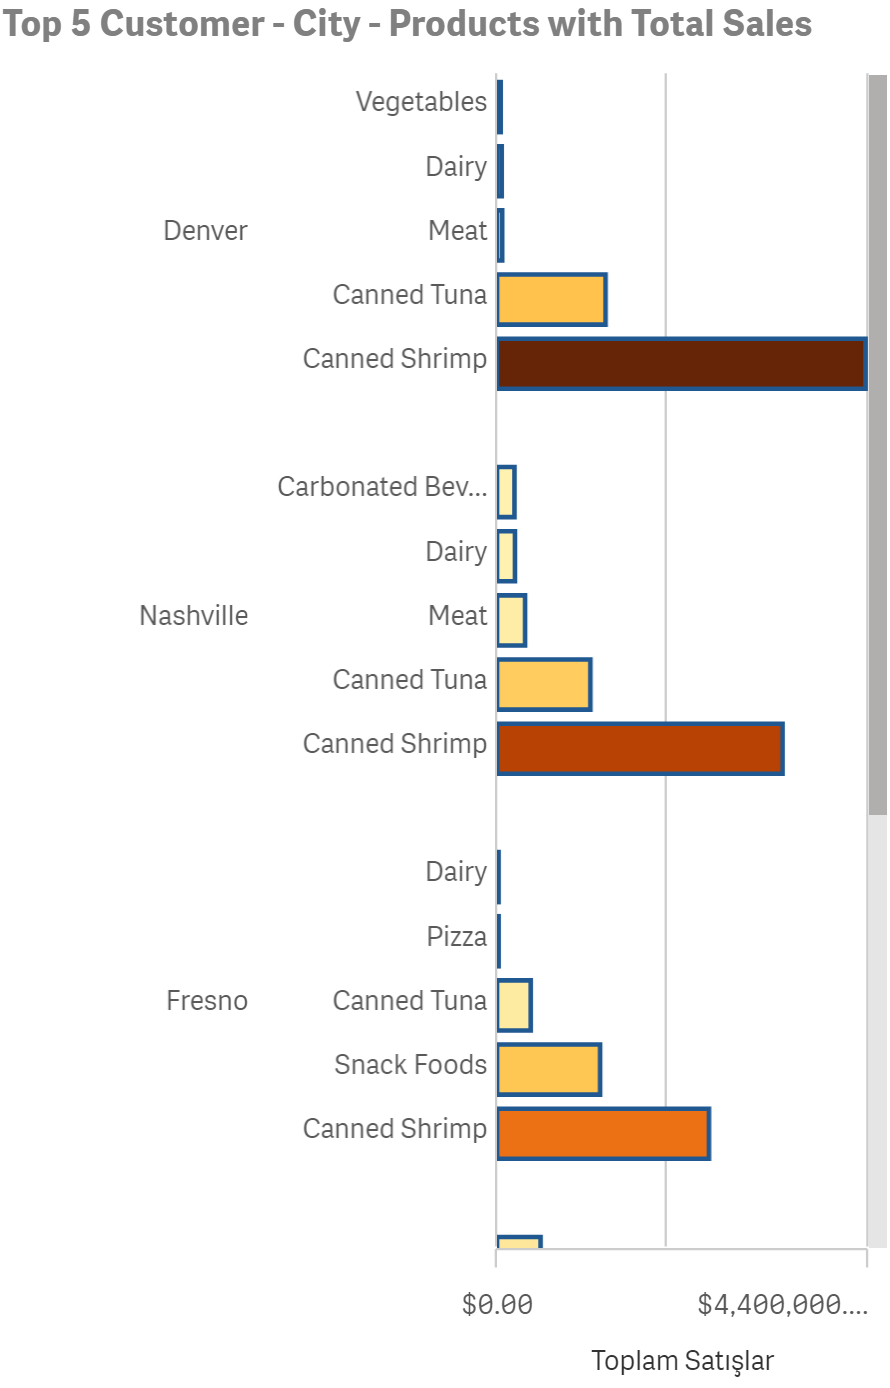 Top 5 Customer - City - Products with Total Sales
Vegetables
Dairy
Denver
Meat
Canned Tuna
Canned Shrimp
Carbonated Bev...
Dairy
Nashville
Meat
Canned Tuna
Canned Shrimp
Dairy
Pizza
Fresno
Canned Tuna
Snack Foods
Canned Shrimp
$0.00
$4,400,000....
Toplam Satışlar